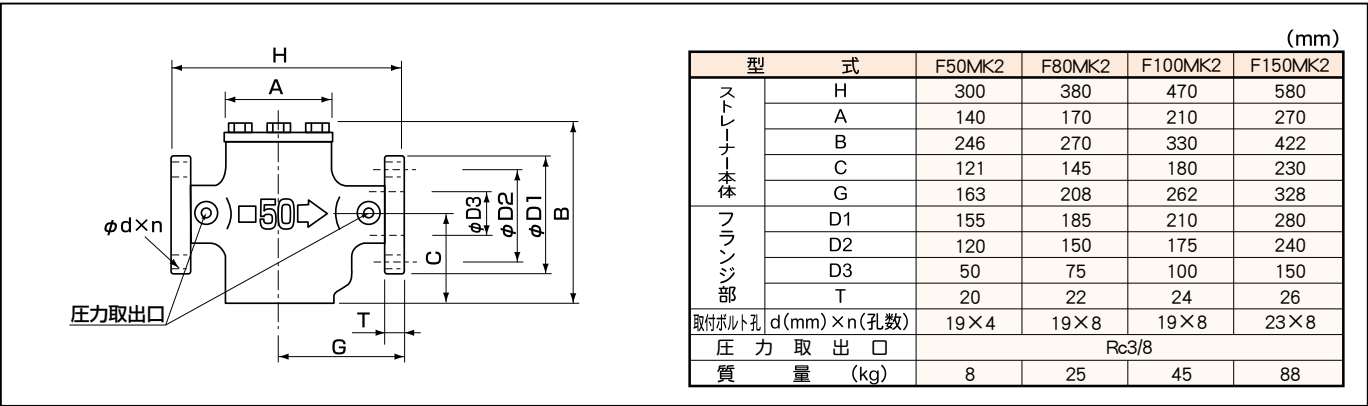 H
A
φd×n
□50
φD3
φD2
φD1
B
C
圧力取出口
T
G
(mm)
型 式 F50MK2 F80MK2 F100MK2 F150MK2
ストレーナー本体
H 300 380 470 580
A 140 170 210 270
B 246 270 330 422
C 121 145 180 230
G 163 208 262 328
フランジ部
D1 155 185 210 280
D2 120 150 175 240
D3 50 75 100 150
T 20 22 24 26
取付ボルト孔 d(mm)×n(孔数) 19×4 19×8 19×8 23×8
圧力取出口 Rc3/8
質量 (kg) 8 25 45 88